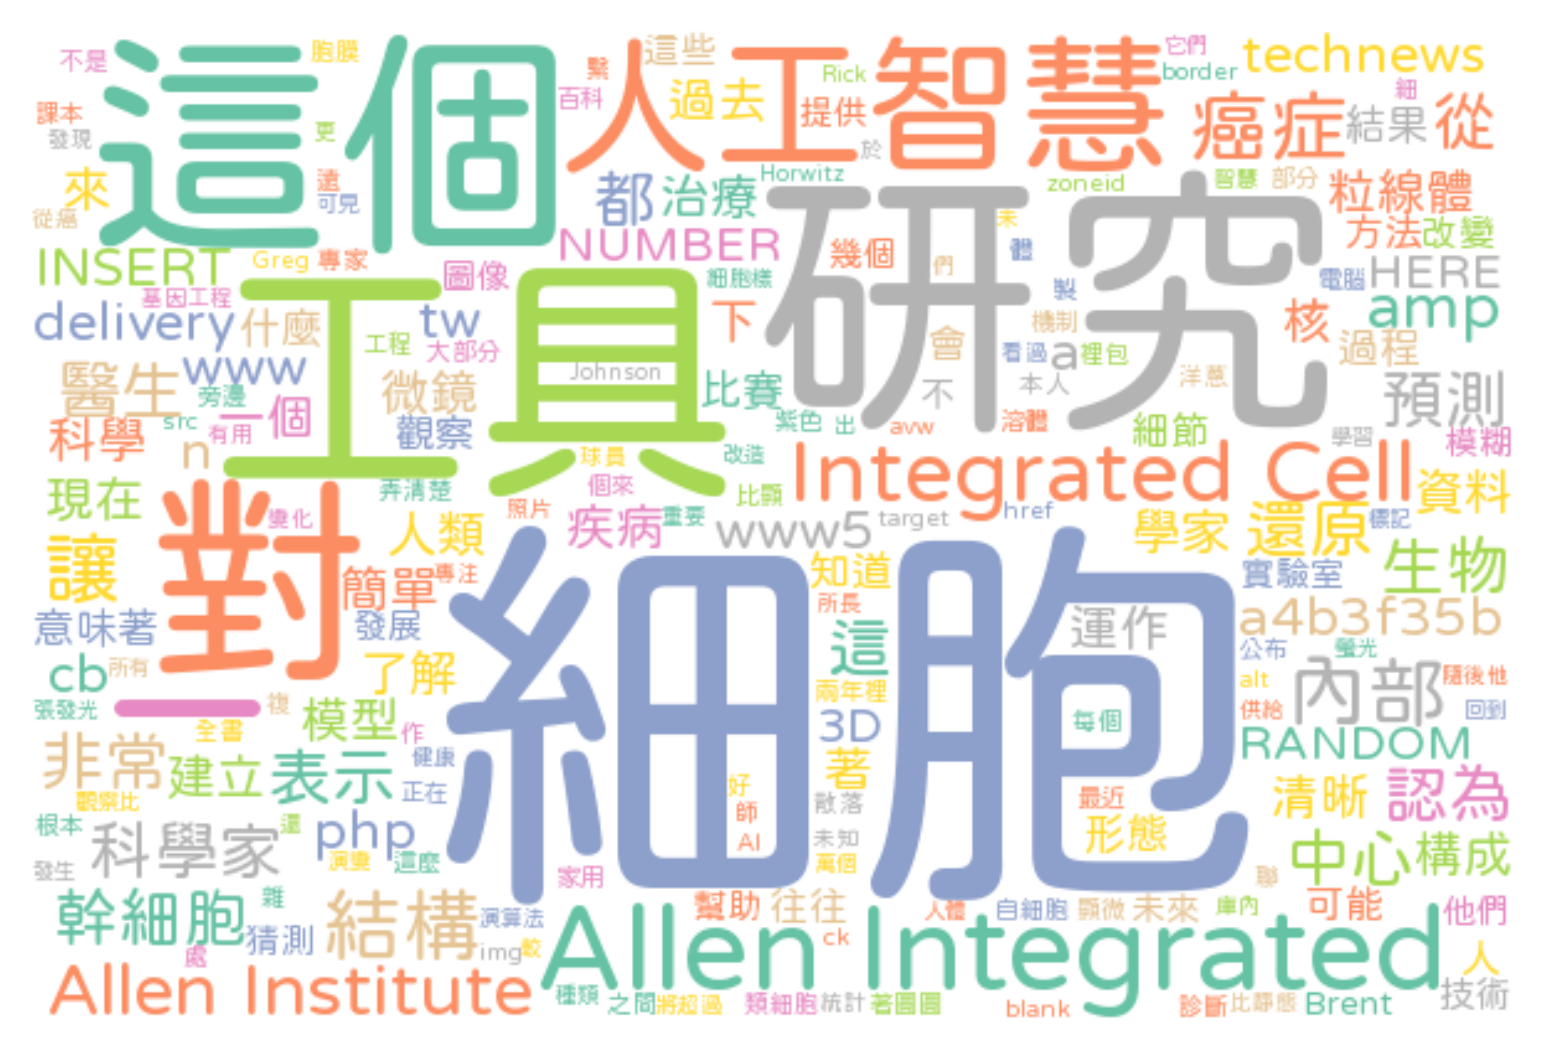 不是
胞膜
這個
人工智慧
這些
它們
technews
課本
發現
更
繫
百科
過去
Rick
提供
border
細
癌症
結果
從
於
來
遠
可見
從癌
都
治療
Horwitz
研究
zoneid
智慧
部分
粒線體
方法
改變
INSERT
Greg
專家
圖像
NUMBER
細胞樣
幾個
們
未
體
電腦
HERE
基因工程
工具
delivery
什麼
tw
下
製
核
amp
工程
大部分
會
機制
看過
a
裡包
過程
醫生
www
旁邊
微鏡
Johnson
比賽
不
本人
洋蔥
預測
科學
src
一個
有用
觀察
紫色
出
avw
溶體
細節
學習
模糊
n
球員
改造
Integrated Cell
資料
現在
弄清楚
個來
比顯
對
變化
人類
照片
疾病
重要
www5
target
href
學家
還原
標記
讓
簡單
專注
細胞
知道
實驗室
生物
意味著
發展
所長
這
運作
a4b3f35b
公布
螢光
cb
所有
了解
兩年裡
alt
內部
隨後他
張發光
一
複
模型
作
3D
每個
供給
回到
全書
非常
建立
表示
健康
著
RANDOM
觀察比
正在
好
散落
最近
清晰
認為
根本
科學家
還
php
師
AI
未知
形態
中心
構成
發生
演變
這麼
萬個
家用
聯
幹細胞
雜
猜測
結構
演算法
幫助
往往
人體
自細胞
顯微
未來
庫內
可能
他們
處
img
較
ck
Allen Integrated
人
Allen Institute
種類
之間
將超過
類細胞
統計
著圓圓
blank
診斷
比靜態
Brent
技術